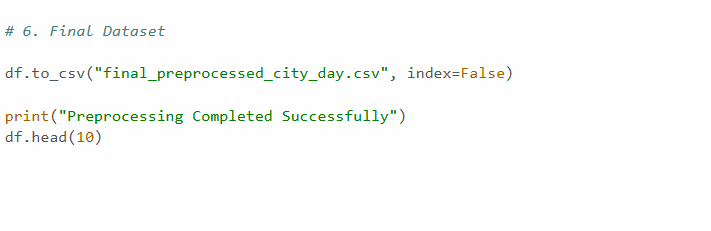 # 6. Final Dataset
df.to_csv("final_preprocessed_city_day.csv", index=False)
print("Preprocessing Completed Successfully")
df.head(10)